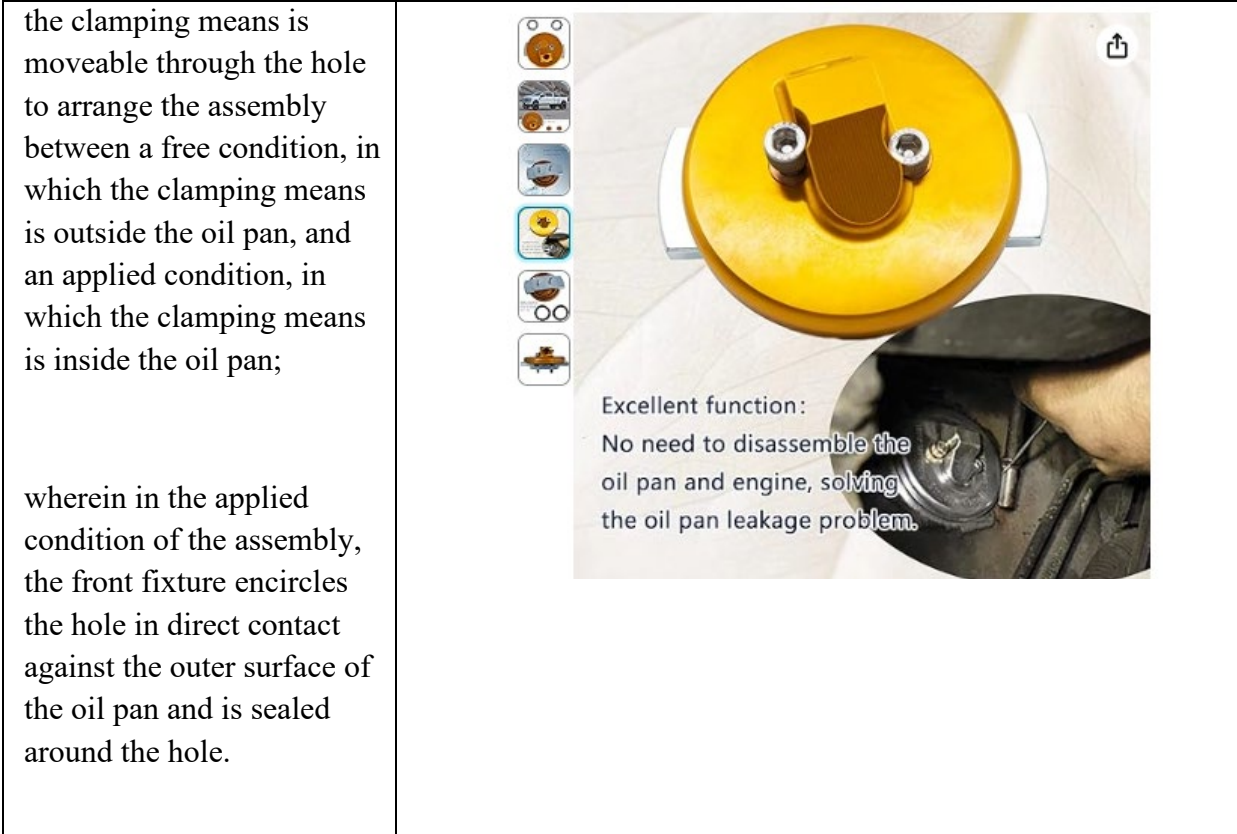 the clamping means is
moveable through the hole
to arrange the assembly
between a free condition, in
which the clamping means
is outside the oil pan, and
an applied condition, in
which the clamping means
is inside the oil pan;
wherein in the applied
condition of the assembly,
the front fixture encircles
the hole in direct contact
against the outer surface of
the oil pan and is sealed
around the hole.
Excellent function:
No need to disassemble the
oil pan and engine, solving
the oil pan leakage problem.